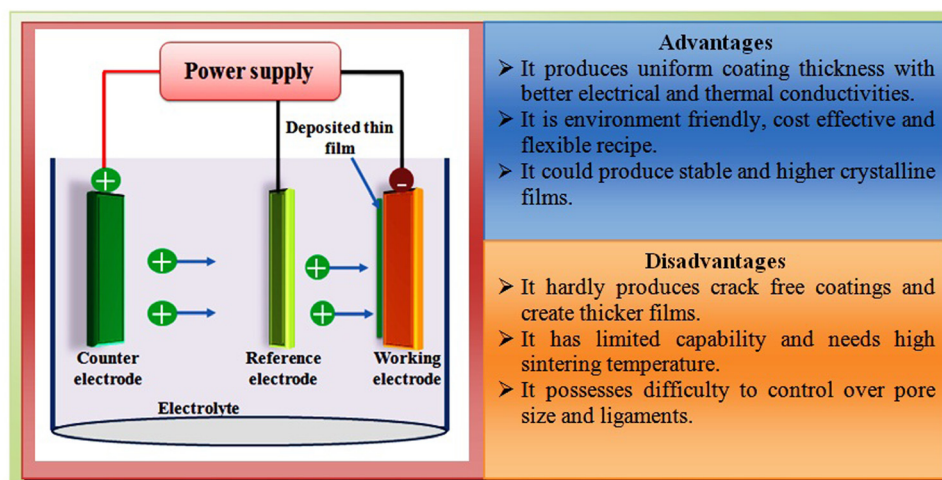 Power supply
Deposited thin
film
+
-
+
+
+
+
Counter
electrode
Reference
electrode
Working
electrode
Electrolyte
Advantages
➢ It produces uniform coating thickness with
better electrical and thermal conductivities.
➢ It is environment friendly, cost effective and
flexible recipe.
➢ It could produce stable and higher crystalline
films.
Disadvantages
➢ It hardly produces crack free coatings and
create thicker films.
➢ It has limited capability and needs high
sintering temperature.
➢ It possesses difficulty to control over pore
size and ligaments.